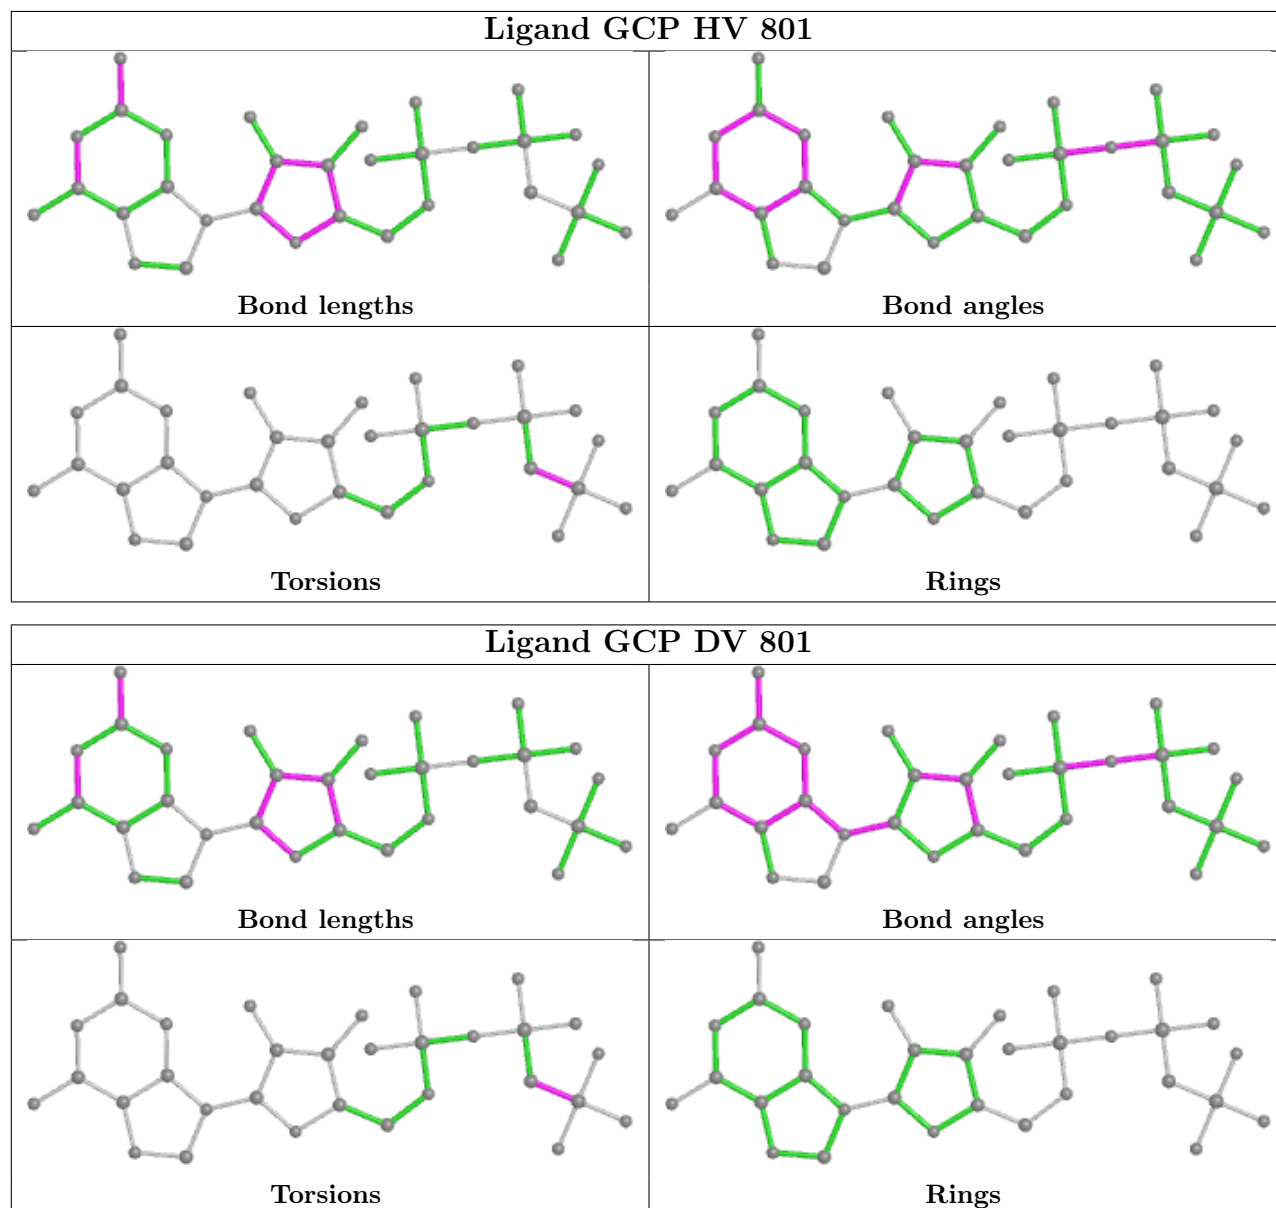 Ligand GCP HV 801
Bond lengths
Bond angles
Torsions
Rings
Ligand GCP DV 801
Bond lengths
Bond angles
Torsions
Rings